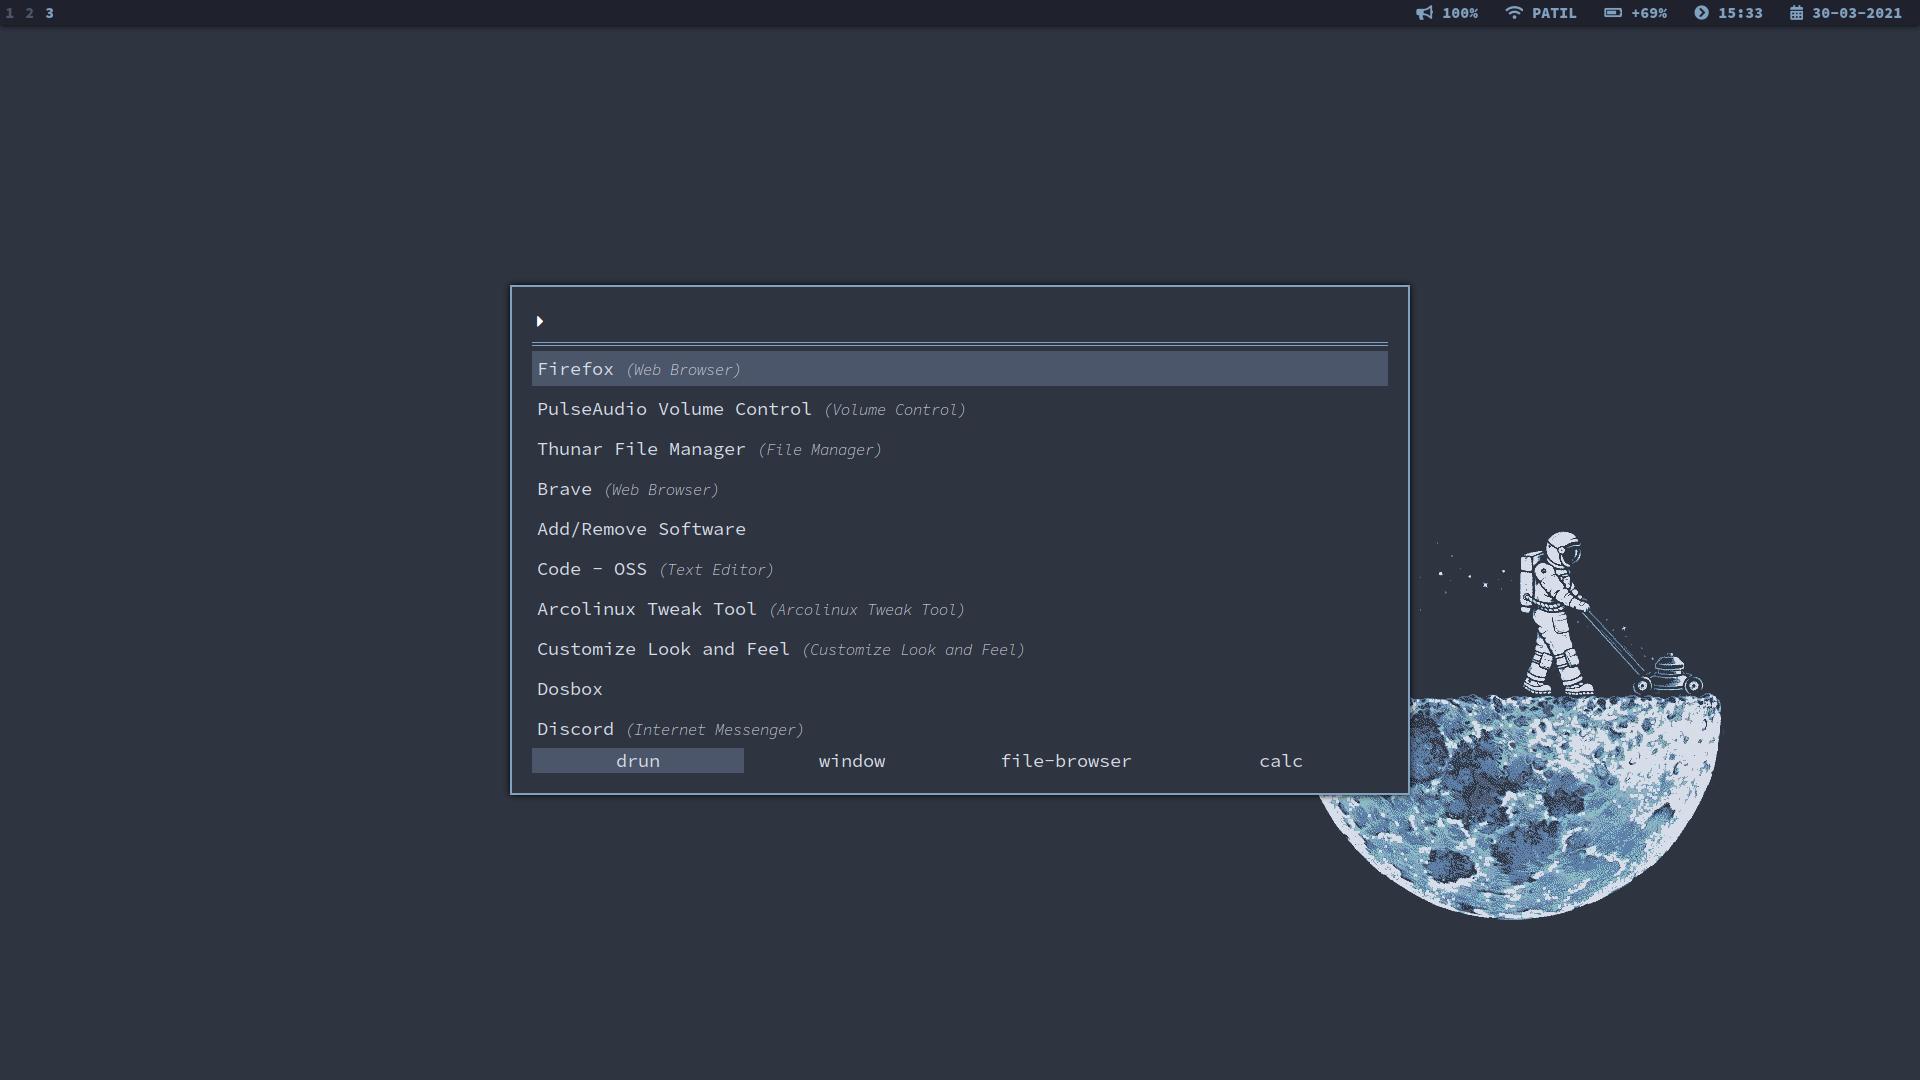 1 2 3 100% PATIL +69% 15:33 30-03-2021
Firefox (Web Browser)
PulseAudio Volume Control (Volume Control)
Thunar File Manager (File Manager)
Brave (Web Browser)
Add/Remove Software
Code - OSS (Text Editor)
Arcolinux Tweak Tool (Arcolinux Tweak Tool)
Customize Look and Feel (Customize Look and Feel)
Dosbox
Discord (Internet Messenger)
drun window file-browser calc